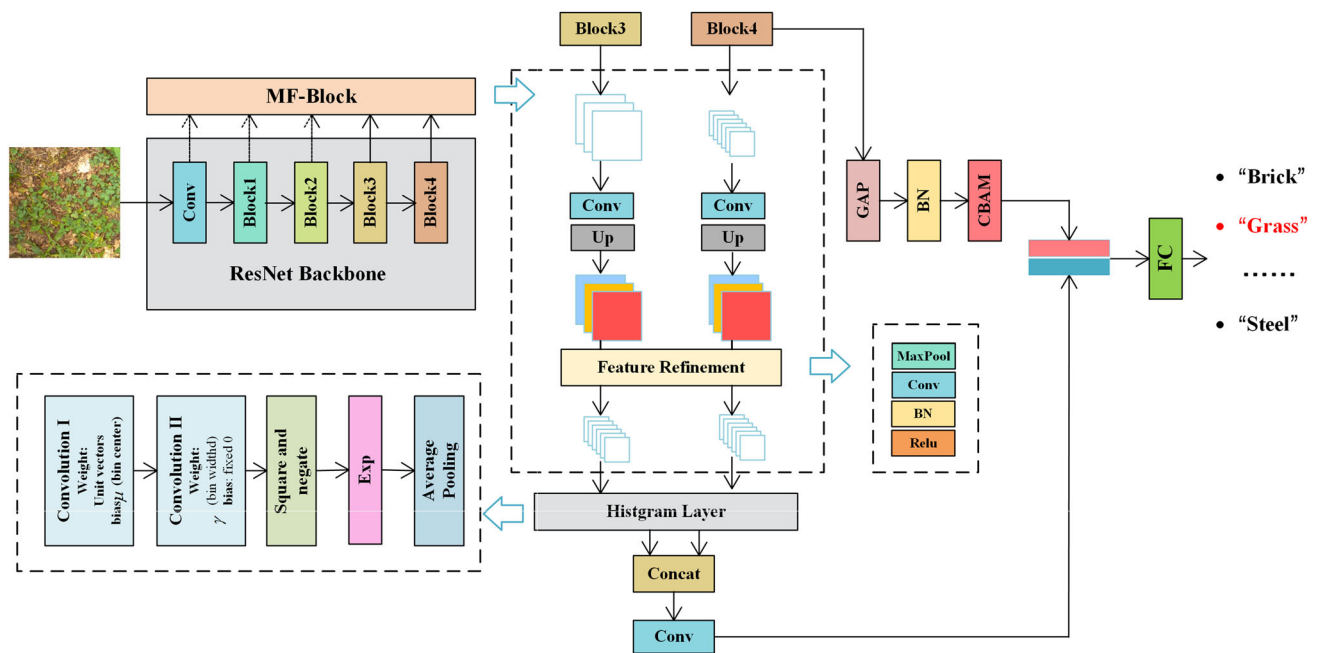 Block3
Block4
MF-Block
Conv
Block1
Block2
Block3
Block4
ResNet Backbone
Conv
Up
Conv
Up
Feature Refinement
GAP
BN
CBAM
FC
“Brick”
“Grass”
……
“Steel”
MaxPool
Conv
BN
Relu
Convolution I
Weight:
Unit vectors
biasμ (bin center)
Convolution II
Weight:
γ (bin widthd)
bias: fixed 0
Square and
negate
Exp
Average
Pooling
Histgram Layer
Concat
Conv